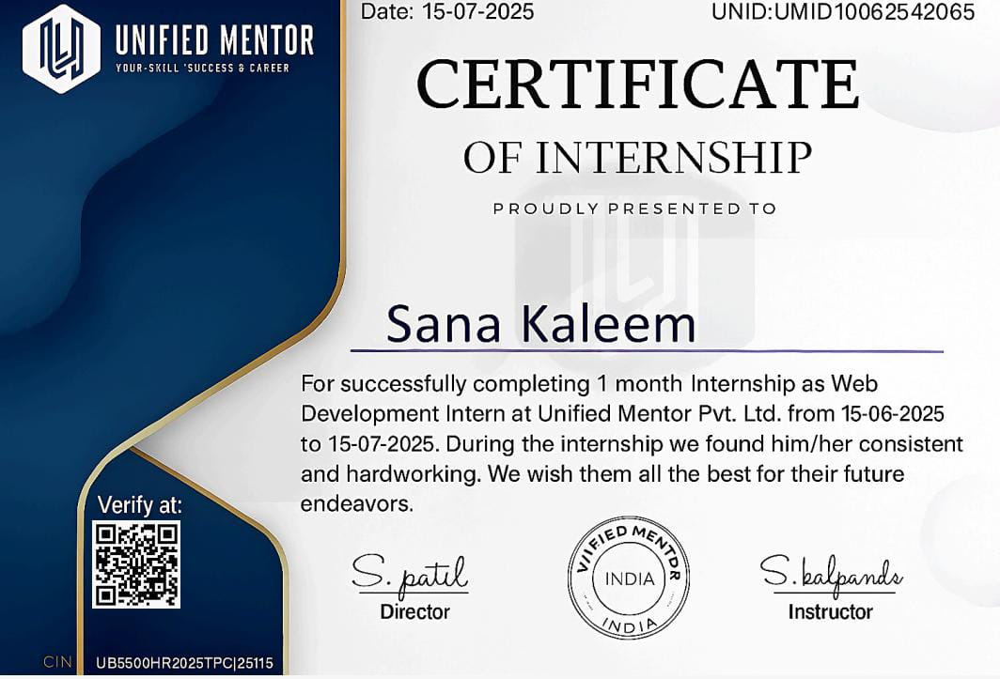 UNIFIED MENTOR
YOUR-SKILL 'SUCCESS & CAREER
Date: 15-07-2025
UNID:UMID10062542065
CERTIFICATE
OF INTERNSHIP
PROUDLY PRESENTED TO
Sana Kaleem
For successfully completing 1 month Internship as Web
Development Intern at Unified Mentor Pvt. Ltd. from 15-06-2025
to 15-07-2025. During the internship we found him/her consistent
and hardworking. We wish them all the best for their future
endeavors.
Verify at:
S. patil
Director
V/IFIED MENTDR
INDIA
INDIA
S. kalpands
Instructor
CIN UB5500HR2025TPC|25115